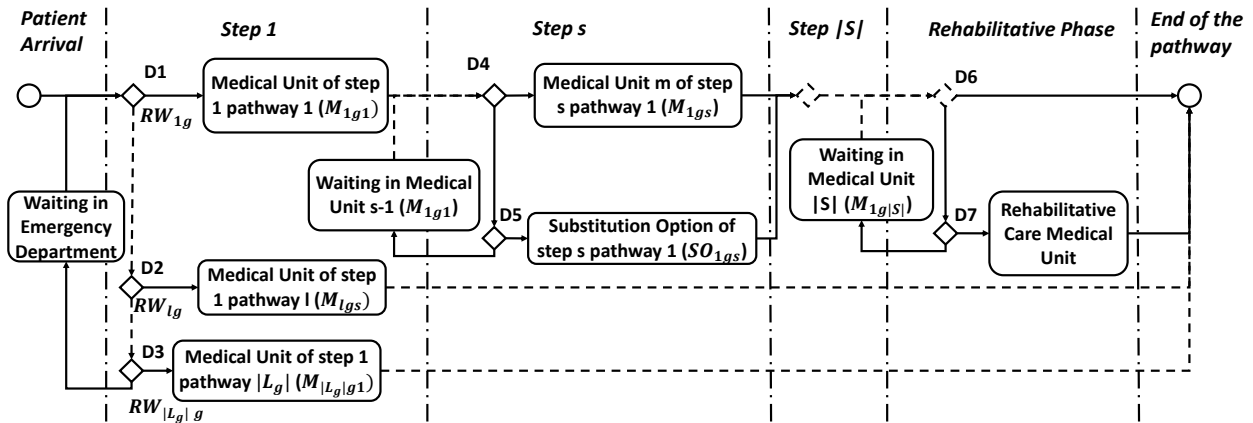 Patient
Arrival
Step 1
Step s
Step |S|
Rehabilitative Phase
End of the
pathway
D1
Medical Unit of step
1 pathway 1 (M₁g₁)
RW₁g
D4
Medical Unit m of step
s pathway 1 (M₁gs)
D6
Waiting in Medical
Unit s-1 (M₁g₁)
Waiting in
Medical Unit
|S| (M₁g|S|)
Waiting in
Emergency
Department
D5
Substitution Option of
step s pathway 1 (SO₁gs)
D7
Rehabilitative
Care Medical
Unit
D2
Medical Unit of step
1 pathway l (Mlgs)
RWlg
D3
Medical Unit of step 1
pathway |Lg| (M|Lg|g1)
RW|Lg| g